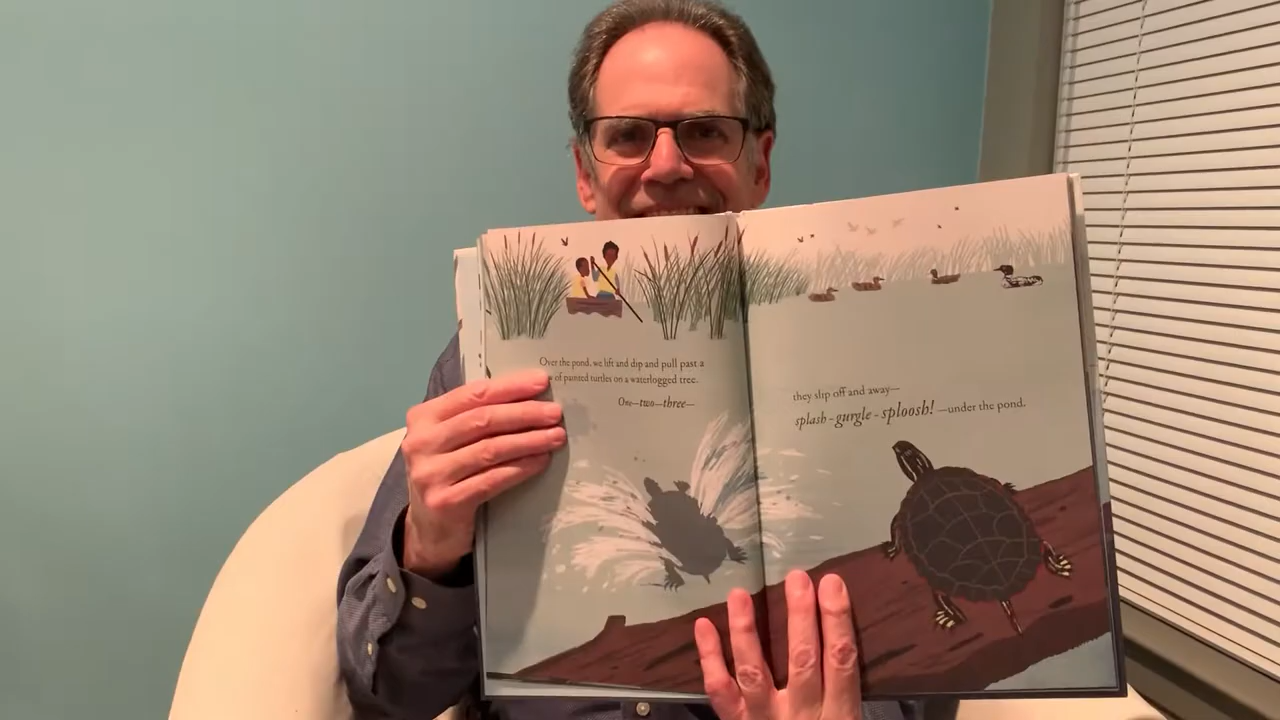 Over the pond, we lift and dip and pull past a
of painted turtles on a waterlogged tree.
One—two—three—
they slip off and away—
splash-gurgle-sploosh! —under the pond.